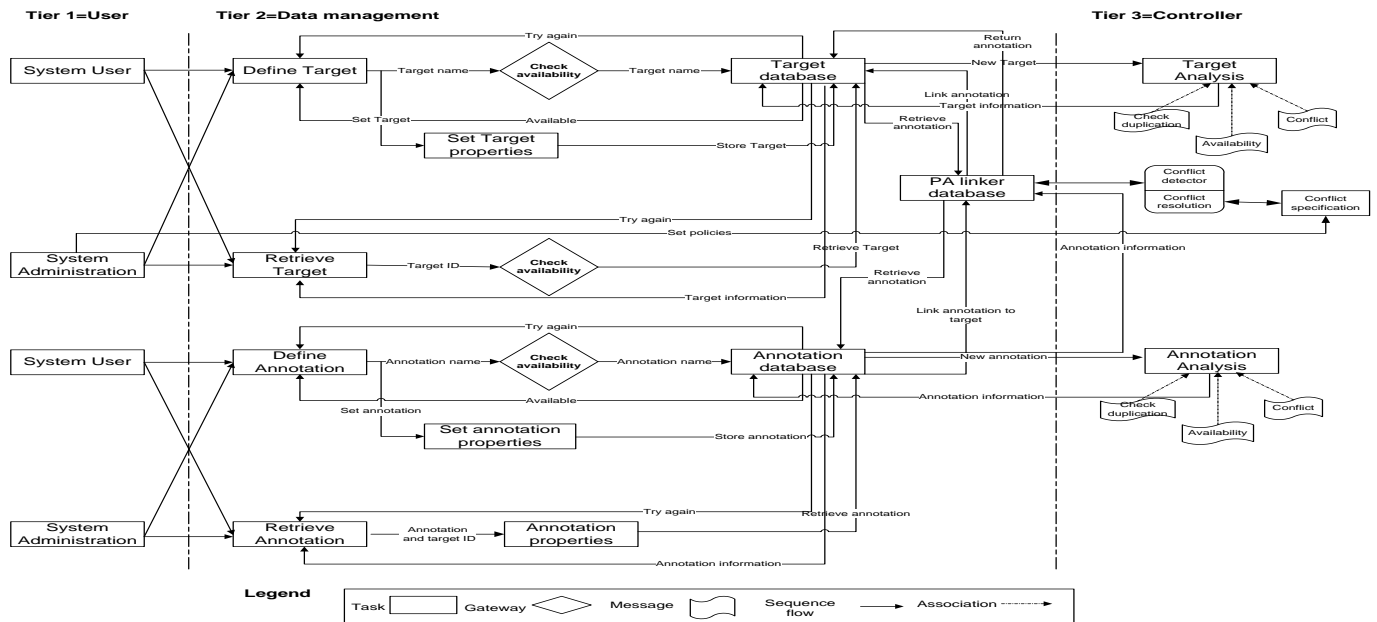 Tier 1=User
Tier 2=Data management
Tier 3=Controller
Try again
Return
annotation
System User
Define Target
Target name
Check
availability
Target name
Target
database
New Target
Target
Analysis
Link annotation
Target information
Set Target
Available
Retrieve
annotation
Check
duplication
Conflict
Availability
Set Target
properties
Store Target
PA linker
database
Conflict
detector
Conflict
resolution
Conflict
specification
Try again
Set policies
System
Administration
Retrieve
Target
Target ID
Check
availability
Retrieve Target
Annotation information
Retrieve
annotation
Target information
Link annotation to
target
Try again
System User
Define
Annotation
Annotation name
Check
availability
Annotation name
Annotation
database
New annotation
Annotation
Analysis
Available
Annotation information
Set annotation
Check
duplication
Conflict
Availability
Set annotation
properties
Store annotation
Try again
Retrieve annotation
System
Administration
Retrieve
Annotation
Annotation
and target ID
Annotation
properties
Annotation information
Legend
Task
Gateway
Message
Sequence
flow
Association